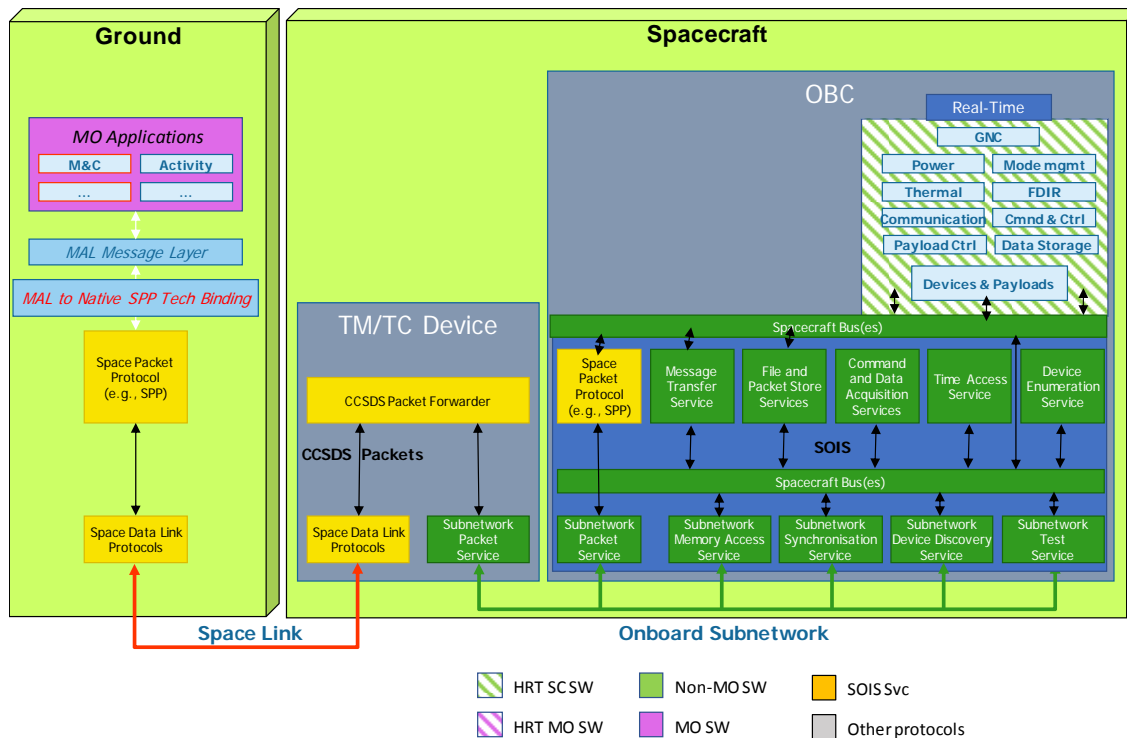 Ground
Spacecraft
MO Applications
M&C
Activity
...
...
MAL Message Layer
MAL to Native SPP Tech Binding
Space Packet
Protocol
(e.g., SPP)
Space Data Link
Protocols
TM/TC Device
CCSDS Packet Forwarder
CCSDS Packets
Space Data Link
Protocols
Subnetwork
Packet
Service
OBC
Real-Time
GNC
Power
Mode mgmt
Thermal
FDIR
Communication
Cmnd & Ctrl
Payload Ctrl
Data Storage
Devices & Payloads
Spacecraft Bus(es)
Space
Packet
Protocol
(e.g., SPP)
Message
Transfer
Service
File and
Packet Store
Services
Command
and Data
Acquisition
Services
Time Access
Service
Device
Enumeration
Service
SOIS
Spacecraft Bus(es)
Subnetwork
Packet
Service
Subnetwork
Memory Access
Service
Subnetwork
Synchronisation
Service
Subnetwork
Device Discovery
Service
Subnetwork
Test
Service
Space Link
Onboard Subnetwork
HRT SC SW
Non-MO SW
SOIS Svc
HRT MO SW
MO SW
Other protocols